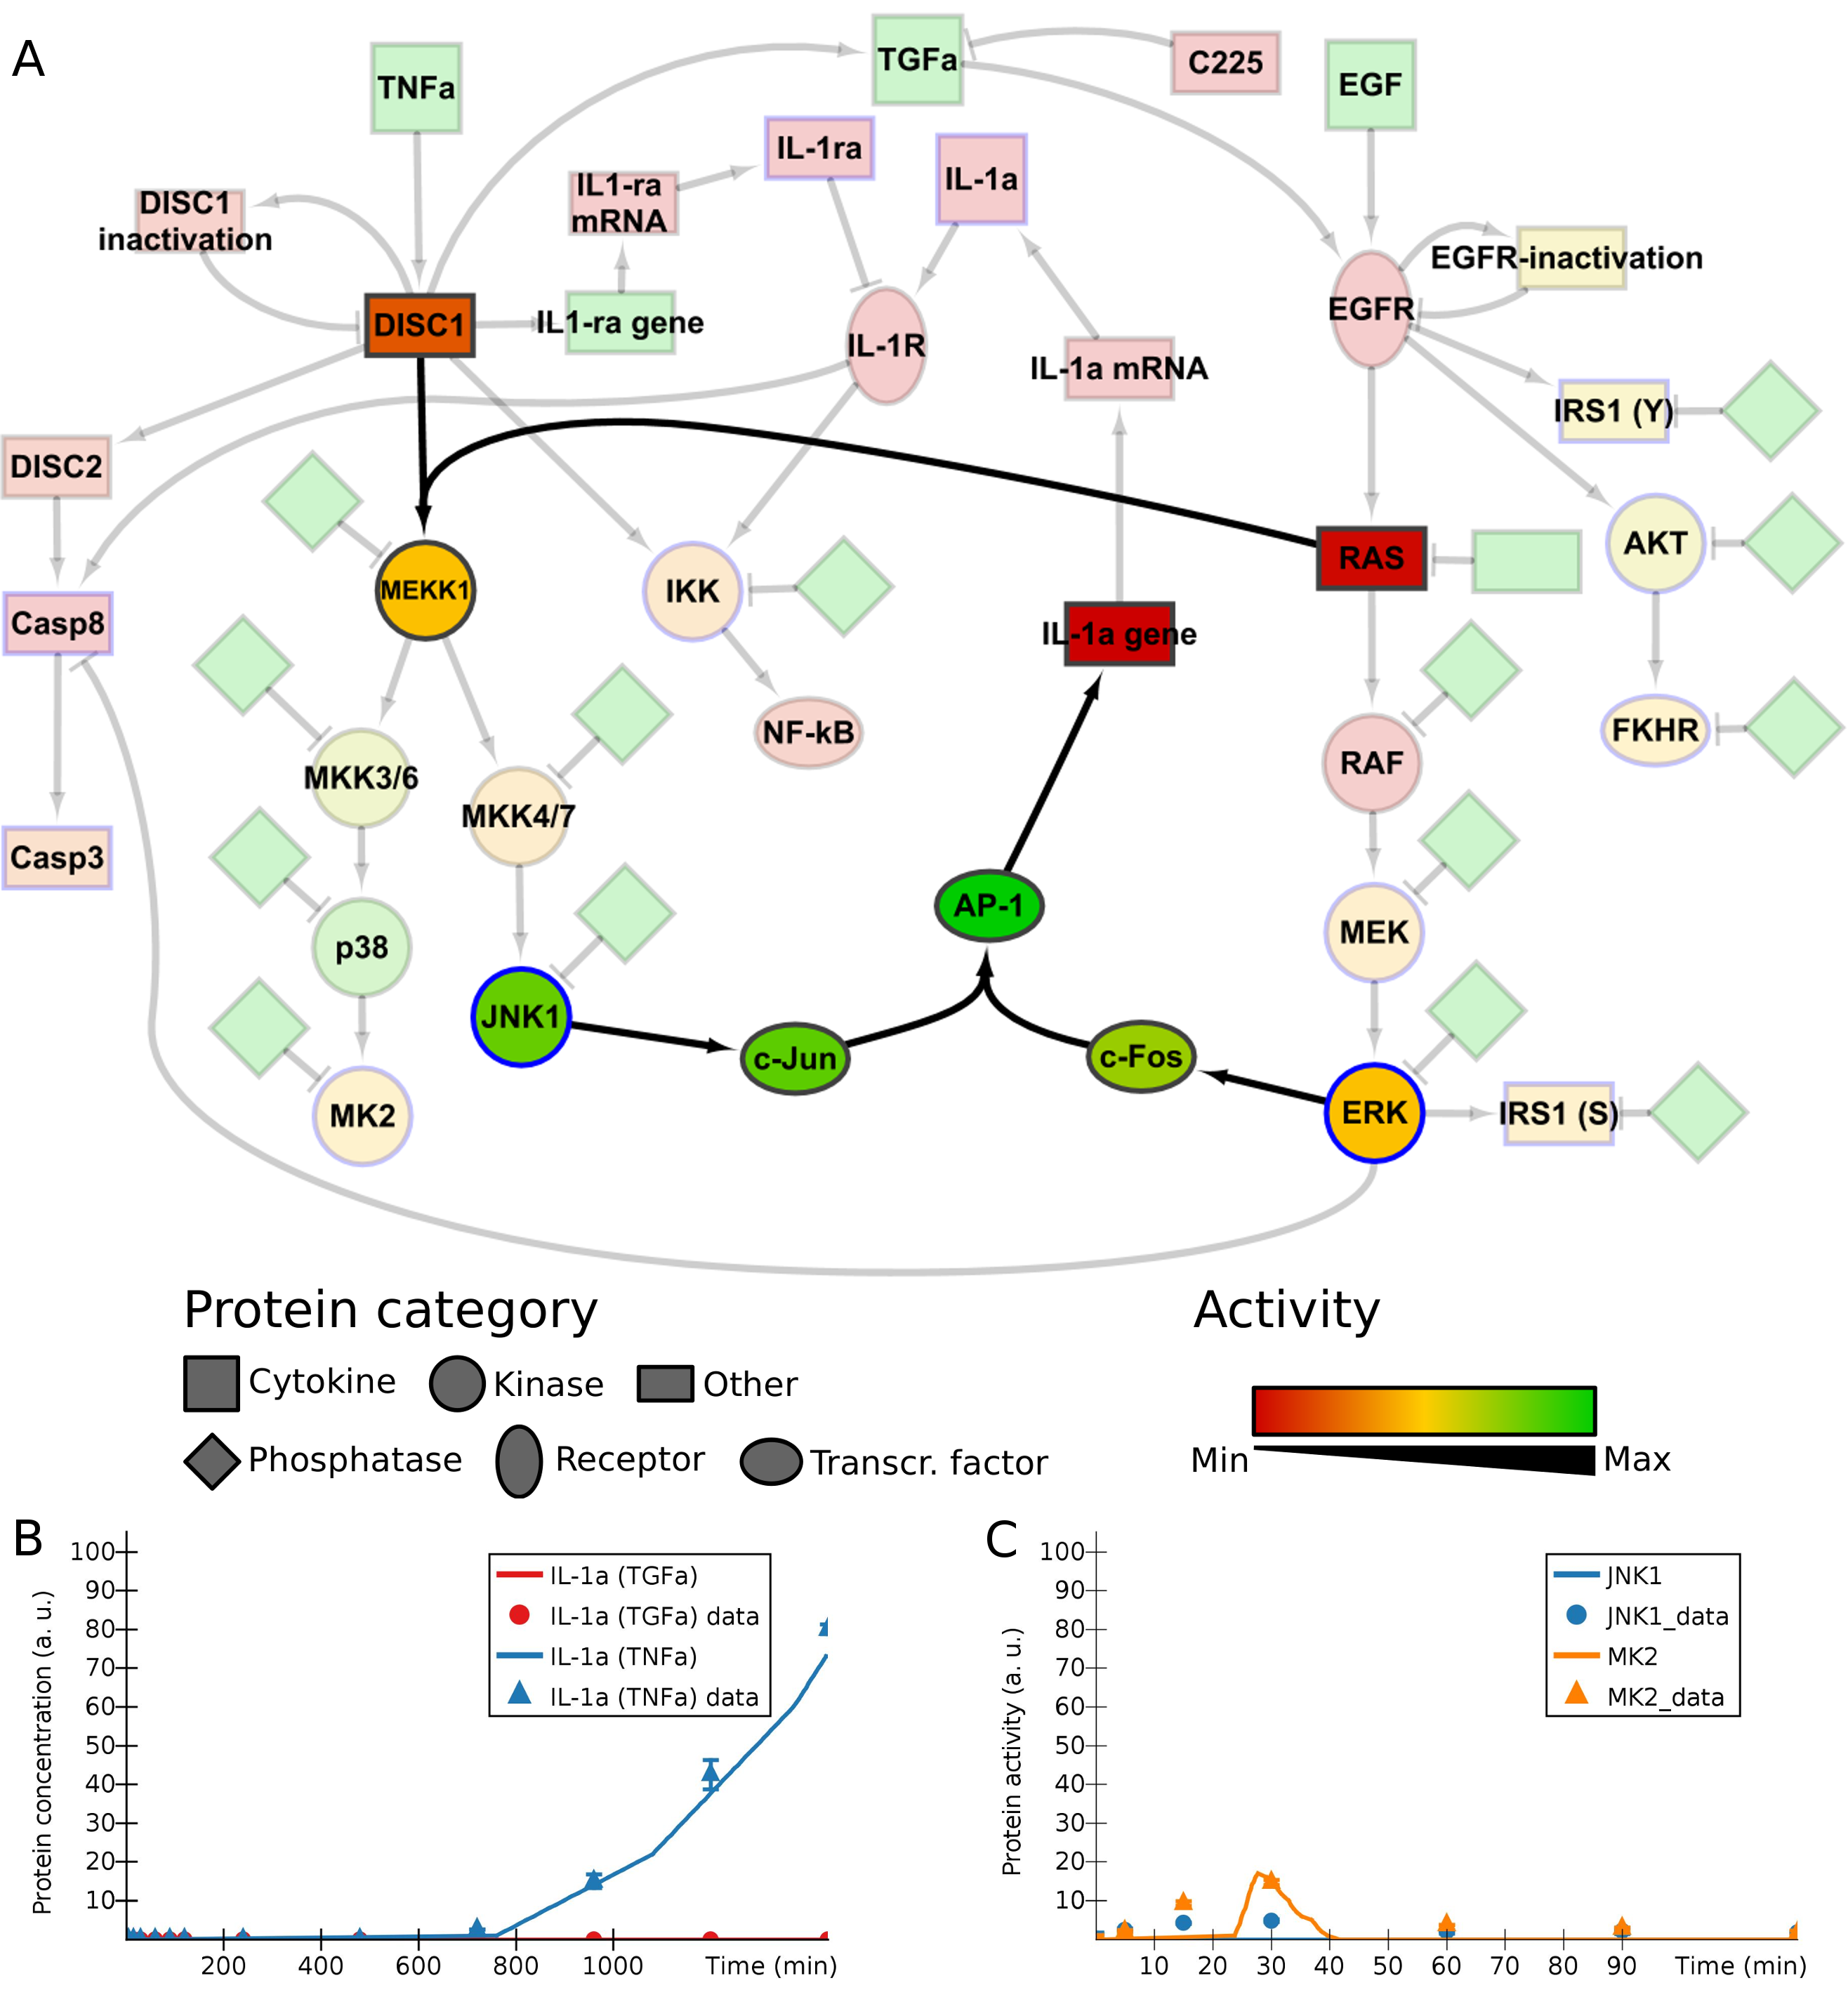 A
TNFa
TGFa
C225
EGF
IL-1ra
IL1-ra
mRNA
IL-1a
DISC1
inactivation
EGFR-inactivation
DISC1
IL1-ra gene
IL-1R
EGFR
IL-1a mRNA
IRS1 (Y)
DISC2
MEKK1
IKK
RAS
AKT
Casp8
IL-1a gene
NF-kB
FKHR
MKK3/6
MKK4/7
RAF
Casp3
p38
AP-1
MEK
JNK1
c-Jun
c-Fos
MK2
ERK
IRS1 (S)
Protein category
Cytokine
Kinase
Other
Phosphatase
Receptor
Transcr. factor
Activity
Min
Max
B
Protein concentration (a. u.)
100
90
80
70
60
50
40
30
20
10
IL-1a (TGFa)
IL-1a (TGFa) data
IL-1a (TNFa)
IL-1a (TNFa) data
200 400 600 800 1000 Time (min)
C
Protein activity (a. u.)
100
90
80
70
60
50
40
30
20
10
JNK1
JNK1_data
MK2
MK2_data
10 20 30 40 50 60 70 80 90 Time (min)